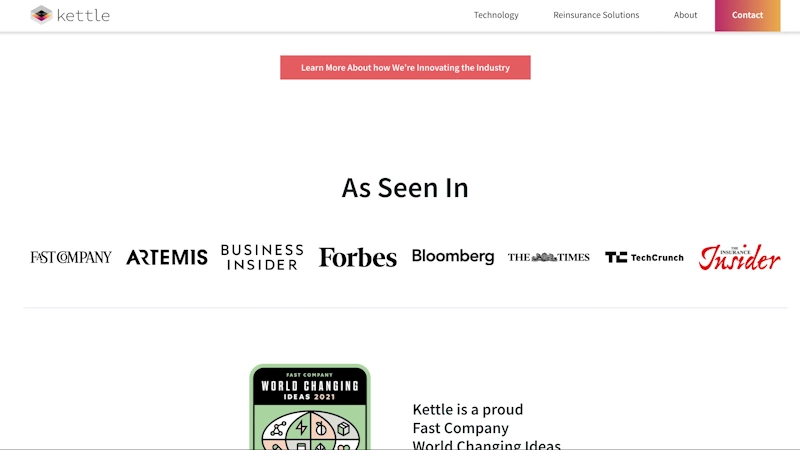 kettle
Technology
Reinsurance Solutions
About
Contact
Learn More About how We're Innovating the Industry
As Seen In
FAST COMPANY
ARTEMIS
BUSINESS
INSIDER
Forbes
Bloomberg
THE TIMES
TC TechCrunch
THE
INSURANCE
Insider
FAST COMPANY
WORLD CHANGING
IDEAS 2021
Kettle is a proud
Fast Company
World Changing Ideas